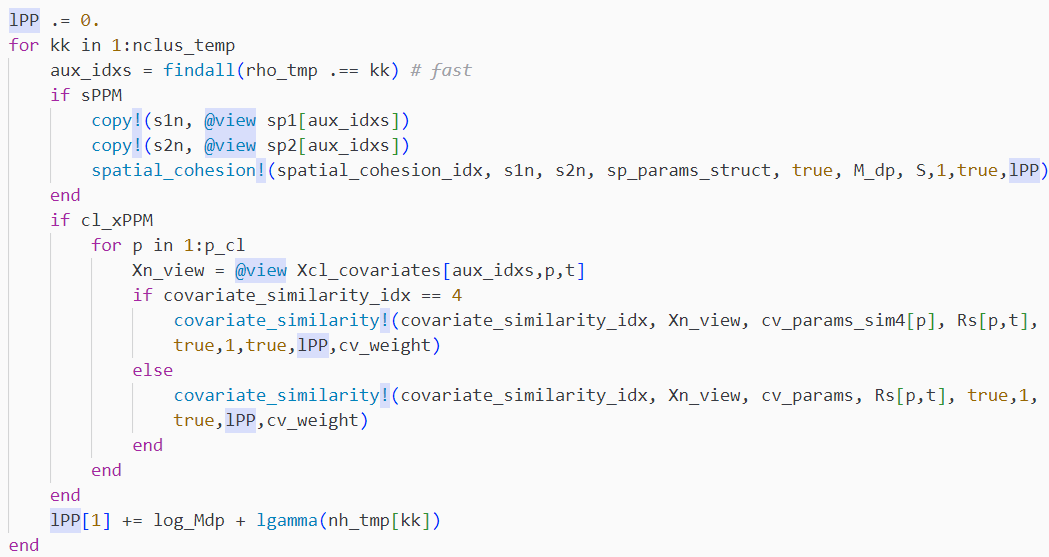 lPP .= 0.
for kk in 1:nclus_temp
    aux_idxs = findall(rho_tmp .== kk) # fast
    if sPPM
        copy!(s1n, @view sp1[aux_idxs])
        copy!(s2n, @view sp2[aux_idxs])
        spatial_cohesion!(spatial_cohesion_idx, s1n, s2n, sp_params_struct, true, M_dp, S,1,true,lPP)
    end
    if cl_xPPM
        for p in 1:p_cl
            Xn_view = @view Xcl_covariates[aux_idxs,p,t]
            if covariate_similarity_idx == 4
                covariate_similarity!(covariate_similarity_idx, Xn_view, cv_params_sim4[p], Rs[p,t],
                true,1,true,lPP,cv_weight)
            else
                covariate_similarity!(covariate_similarity_idx, Xn_view, cv_params, Rs[p,t], true,1,
                true,lPP,cv_weight)
            end
        end
    end
    lPP[1] += log_Mdp + lgamma(nh_tmp[kk])
end